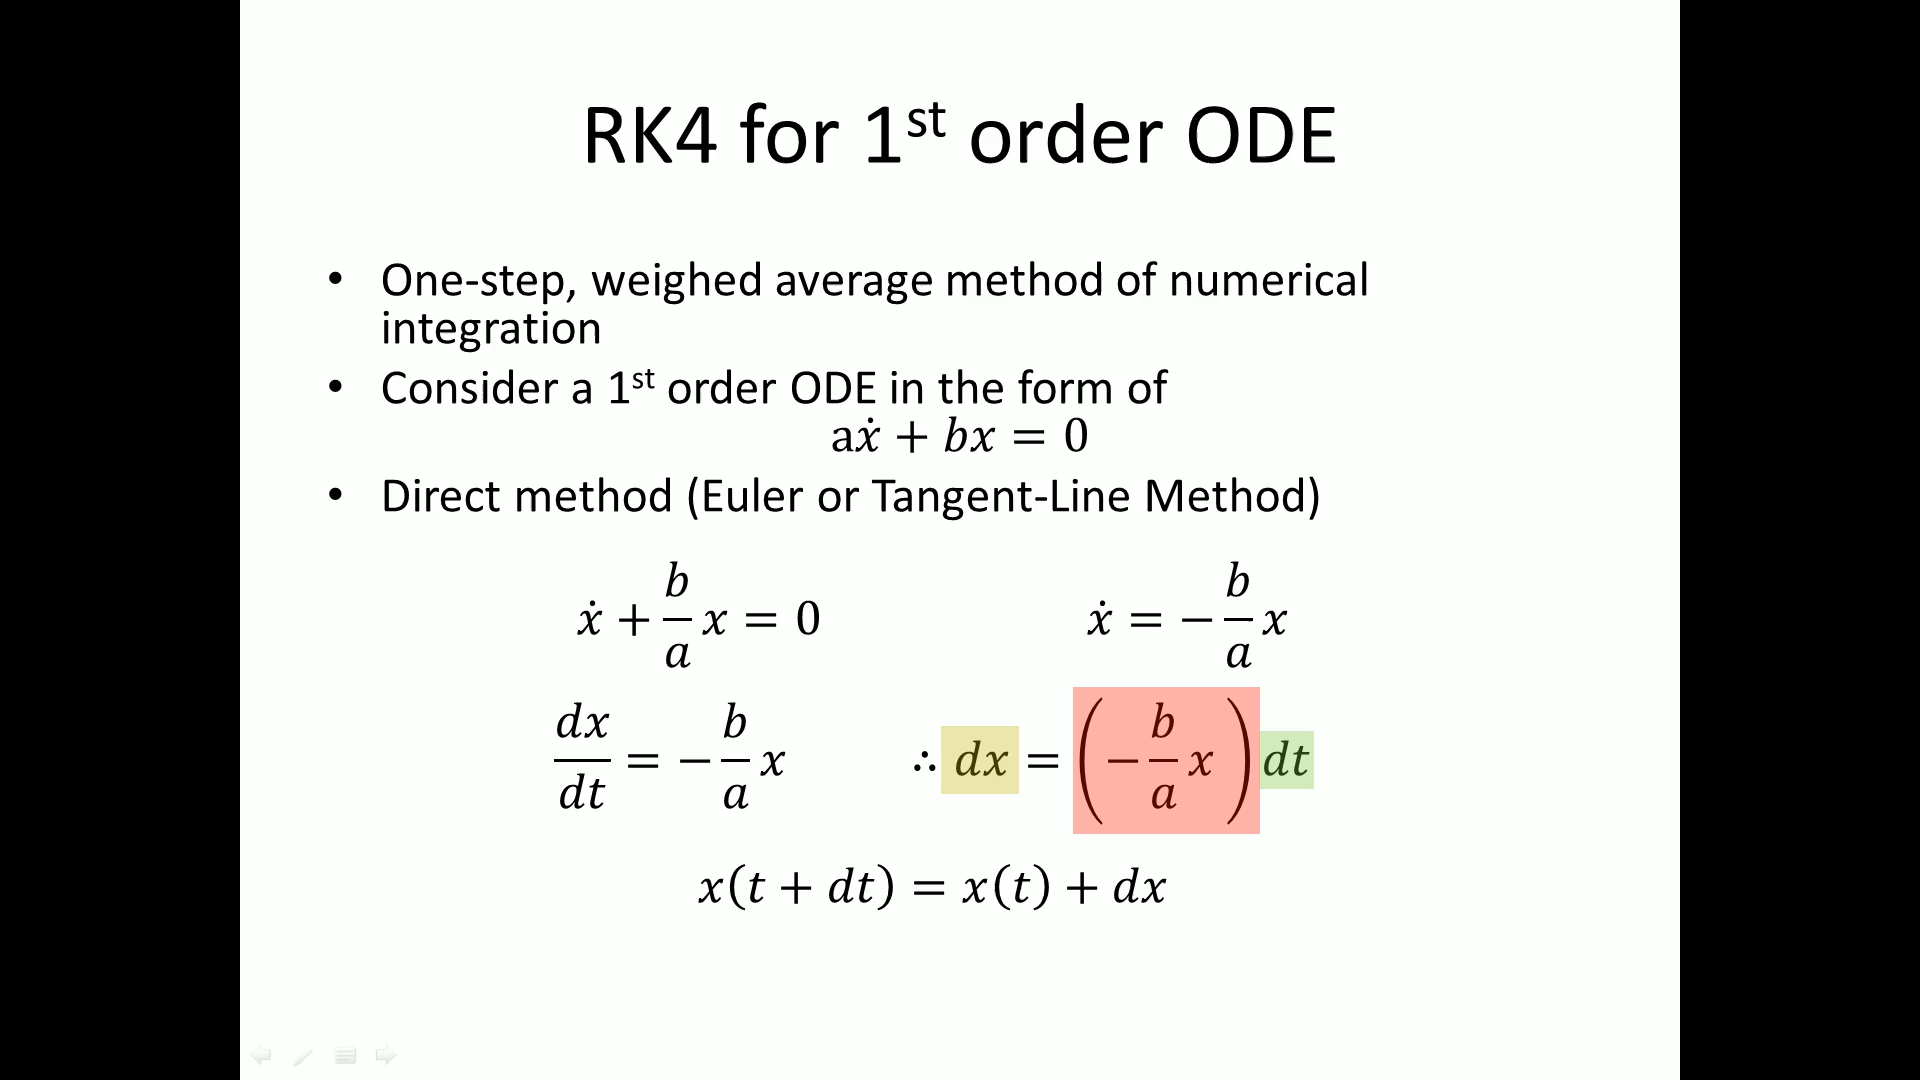 RK4 for 1st order ODE
• One-step, weighed average method of numerical
integration
• Consider a 1st order ODE in the form of
aẋ + bx = 0
• Direct method (Euler or Tangent-Line Method)
ẋ + b/a x = 0    ẋ = − b/a x
dx/dt = − b/a x    ∴ dx = (− b/a x) dt
x(t + dt) = x(t) + dx